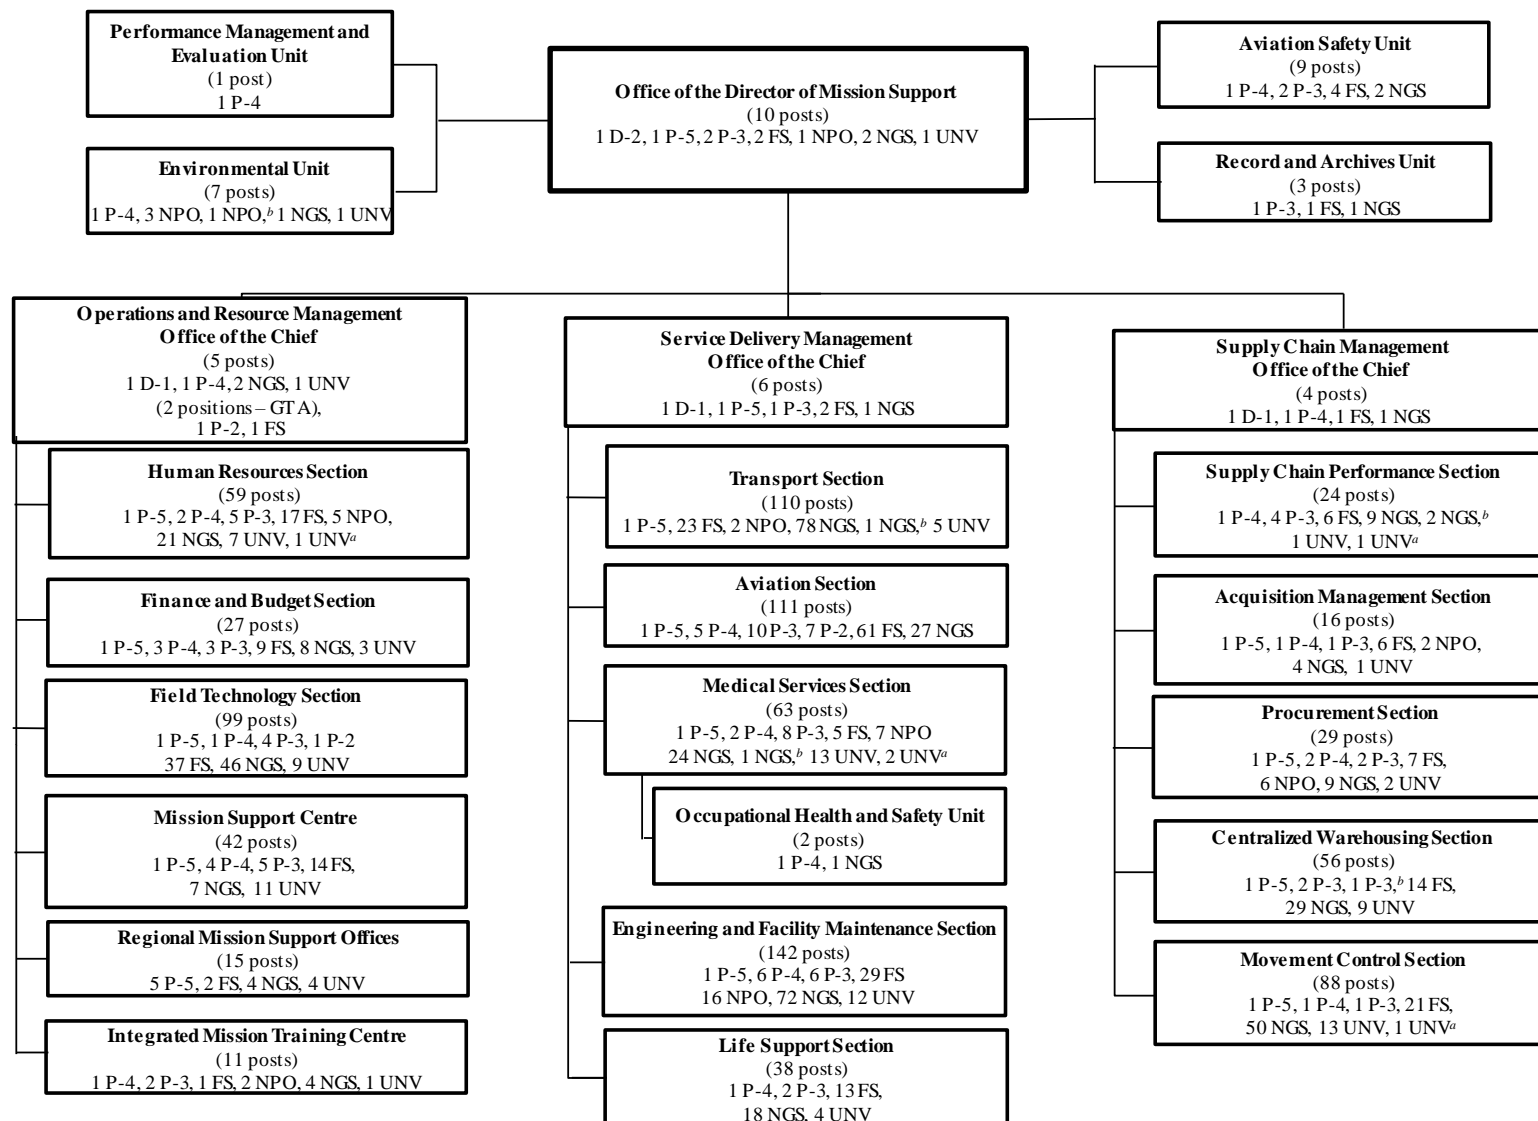 Performance Management and
Evaluation Unit
(1 post)
1 P-4
Environmental Unit
(7 posts)
1 P-4, 3 NPO, 1 NPO,ᵇ 1 NGS, 1 UNV
Office of the Director of Mission Support
(10 posts)
1 D-2, 1 P-5, 2 P-3, 2 FS, 1 NPO, 2 NGS, 1 UNV
Aviation Safety Unit
(9 posts)
1 P-4, 2 P-3, 4 FS, 2 NGS
Record and Archives Unit
(3 posts)
1 P-3, 1 FS, 1 NGS
Operations and Resource Management
Office of the Chief
(5 posts)
1 D-1, 1 P-4, 2 NGS, 1 UNV
(2 positions – GTA),
1 P-2, 1 FS
Human Resources Section
(59 posts)
1 P-5, 2 P-4, 5 P-3, 17 FS, 5 NPO,
21 NGS, 7 UNV, 1 UNVᵃ
Finance and Budget Section
(27 posts)
1 P-5, 3 P-4, 3 P-3, 9 FS, 8 NGS, 3 UNV
Field Technology Section
(99 posts)
1 P-5, 1 P-4, 4 P-3, 1 P-2
37 FS, 46 NGS, 9 UNV
Mission Support Centre
(42 posts)
1 P-5, 4 P-4, 5 P-3, 14 FS,
7 NGS, 11 UNV
Regional Mission Support Offices
(15 posts)
5 P-5, 2 FS, 4 NGS, 4 UNV
Integrated Mission Training Centre
(11 posts)
1 P-4, 2 P-3, 1 FS, 2 NPO, 4 NGS, 1 UNV
Service Delivery Management
Office of the Chief
(6 posts)
1 D-1, 1 P-5, 1 P-3, 2 FS, 1 NGS
Transport Section
(110 posts)
1 P-5, 23 FS, 2 NPO, 78 NGS, 1 NGS,ᵇ 5 UNV
Aviation Section
(111 posts)
1 P-5, 5 P-4, 10 P-3, 7 P-2, 61 FS, 27 NGS
Medical Services Section
(63 posts)
1 P-5, 2 P-4, 8 P-3, 5 FS, 7 NPO
24 NGS, 1 NGS,ᵇ 13 UNV, 2 UNVᵃ
Occupational Health and Safety Unit
(2 posts)
1 P-4, 1 NGS
Engineering and Facility Maintenance Section
(142 posts)
1 P-5, 6 P-4, 6 P-3, 29 FS
16 NPO, 72 NGS, 12 UNV
Life Support Section
(38 posts)
1 P-4, 2 P-3, 13 FS,
18 NGS, 4 UNV
Supply Chain Management
Office of the Chief
(4 posts)
1 D-1, 1 P-4, 1 FS, 1 NGS
Supply Chain Performance Section
(24 posts)
1 P-4, 4 P-3, 6 FS, 9 NGS, 2 NGS,ᵇ
1 UNV, 1 UNVᵃ
Acquisition Management Section
(16 posts)
1 P-5, 1 P-4, 1 P-3, 6 FS, 2 NPO,
4 NGS, 1 UNV
Procurement Section
(29 posts)
1 P-5, 2 P-4, 2 P-3, 7 FS,
6 NPO, 9 NGS, 2 UNV
Centralized Warehousing Section
(56 posts)
1 P-5, 2 P-3, 1 P-3,ᵇ 14 FS,
29 NGS, 9 UNV
Movement Control Section
(88 posts)
1 P-5, 1 P-4, 1 P-3, 21 FS,
50 NGS, 13 UNV, 1 UNVᵃ